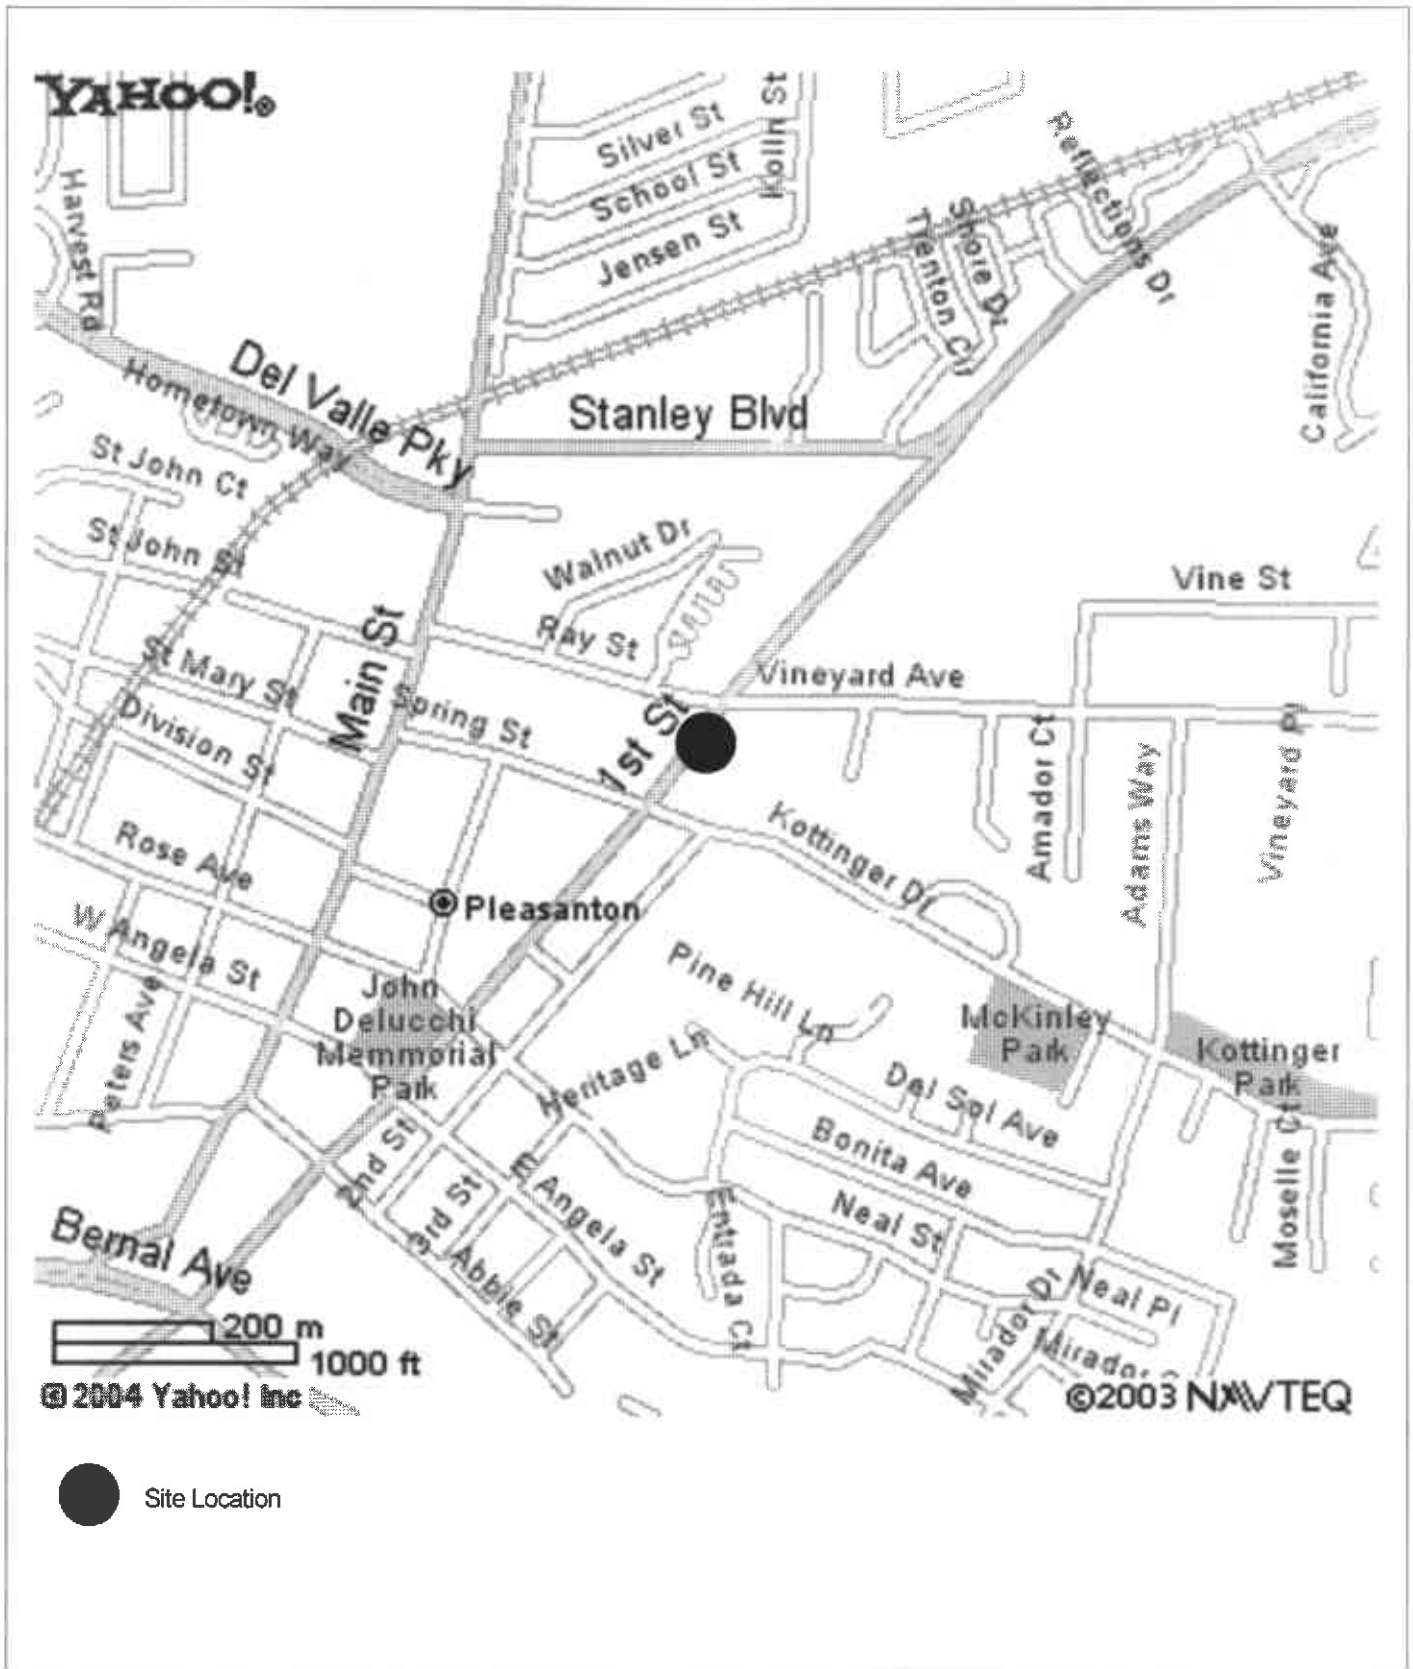 YAHOO!®
Silver St
Kolln St
School St
Jensen St
Harvest Rd
Reflections Dr
Shore Dr
Trenton Cir
California Ave
Del Valle Pky
Hometown Way
Stanley Blvd
St John Ct
St John St
Walnut Dr
Vine St
Ray St
Main St
St Mary St
Spring St
Vineyard Ave
1st St
Division St
Amador Ct
Adams Way
Vineyard Pl
Rose Ave
Kottinger Dr
Pleasanton
W Angela St
Peters Ave
John
Delucchi
Memmorial
Park
Pine Hill Ln
Heritage Ln
McKinley
Park
Kottinger
Park
Del Sol Ave
Bonita Ave
2nd St
3rd St
E Angela St
Abbie St
Neal St
Entrada Ct
Moselle Ct
Bernal Ave
Neal Pl
Mirador Dr
Mirador
200 m
1000 ft
© 2004 Yahoo! Inc
©2003 NAVTEQ
Site Location